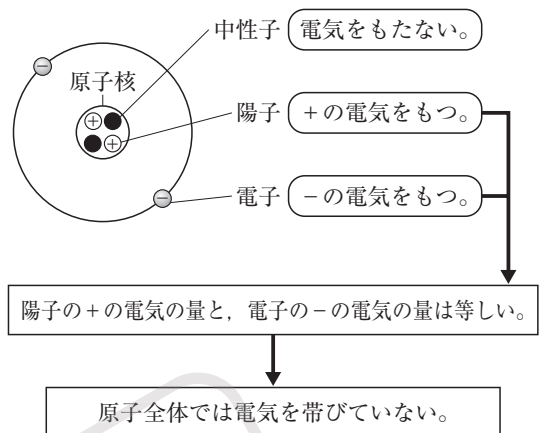 中性子 電気をもたない。
原子核
陽子 +の電気をもつ。
電子 −の電気をもつ。
陽子の+の電気の量と，電子の−の電気の量は等しい。
原子全体では電気を帯びていない。